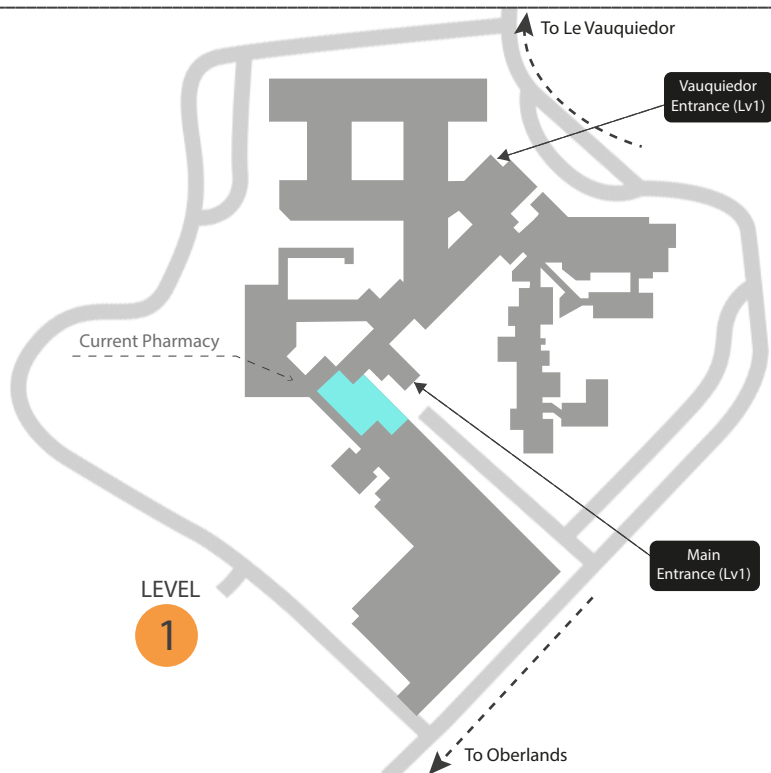 To Le Vauquiedor
Vauquiedor
Entrance (Lv1)
Current Pharmacy
Main
Entrance (Lv1)
LEVEL
1
To Oberlands